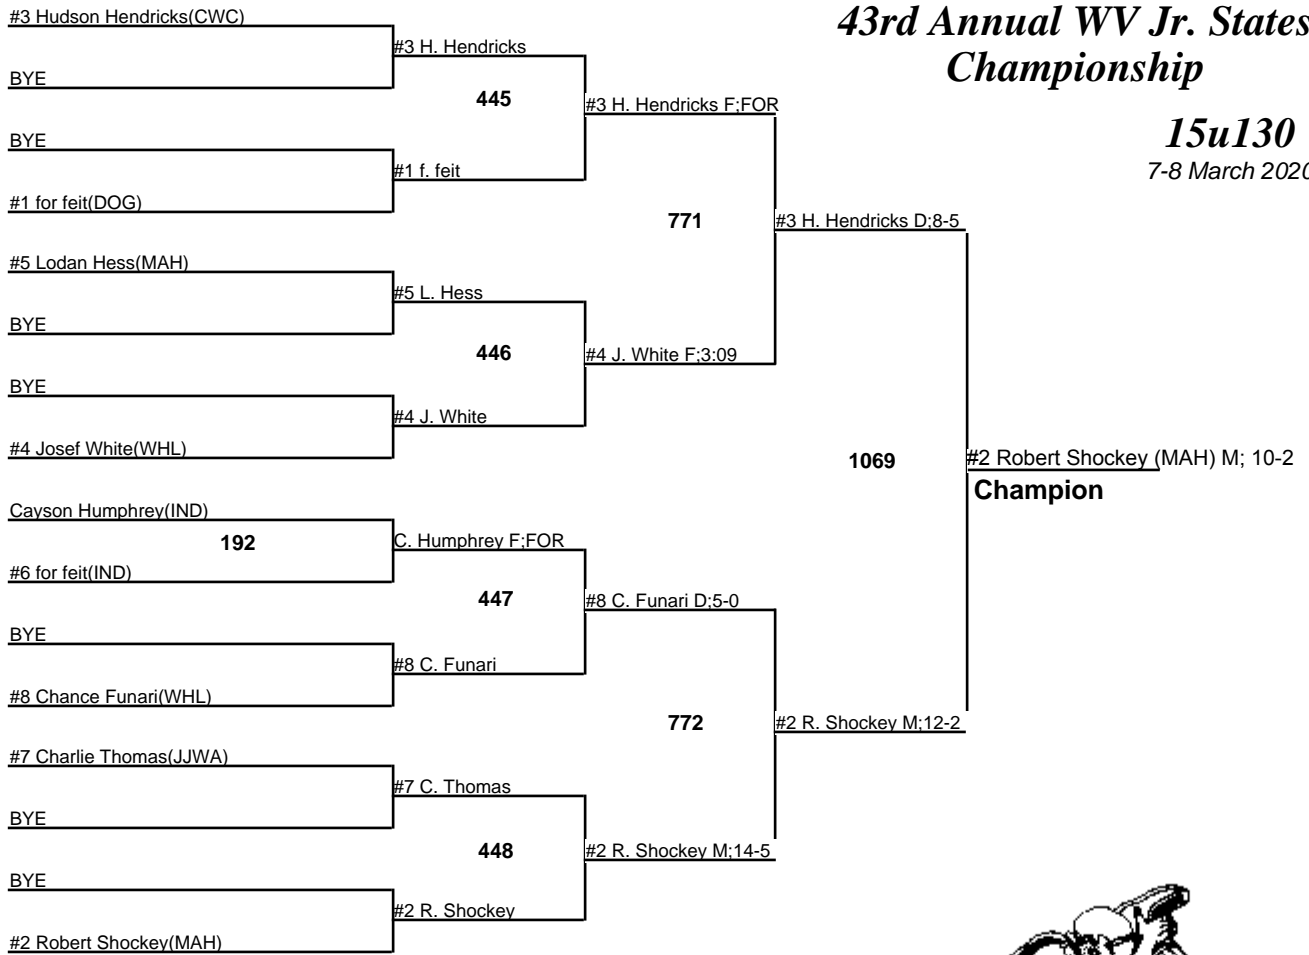 43rd Annual WV Jr. States
Championship
15u130
7-8 March 2020
#3 Hudson Hendricks(CWC)
BYE
BYE
#1 for feit(DOG)
#5 Lodan Hess(MAH)
BYE
BYE
#4 Josef White(WHL)
Cayson Humphrey(IND)
192
#6 for feit(IND)
BYE
#8 Chance Funari(WHL)
#7 Charlie Thomas(JJWA)
BYE
BYE
#2 Robert Shockey(MAH)
#3 H. Hendricks
445
#1 f. feit
#5 L. Hess
446
#4 J. White
C. Humphrey F;FOR
447
#8 C. Funari
#7 C. Thomas
448
#2 R. Shockey
#3 H. Hendricks F;FOR
771
#4 J. White F;3:09
#8 C. Funari D;5-0
772
#2 R. Shockey M;14-5
#3 H. Hendricks D;8-5
1069
#2 R. Shockey M;12-2
#2 Robert Shockey (MAH) M; 10-2
Champion